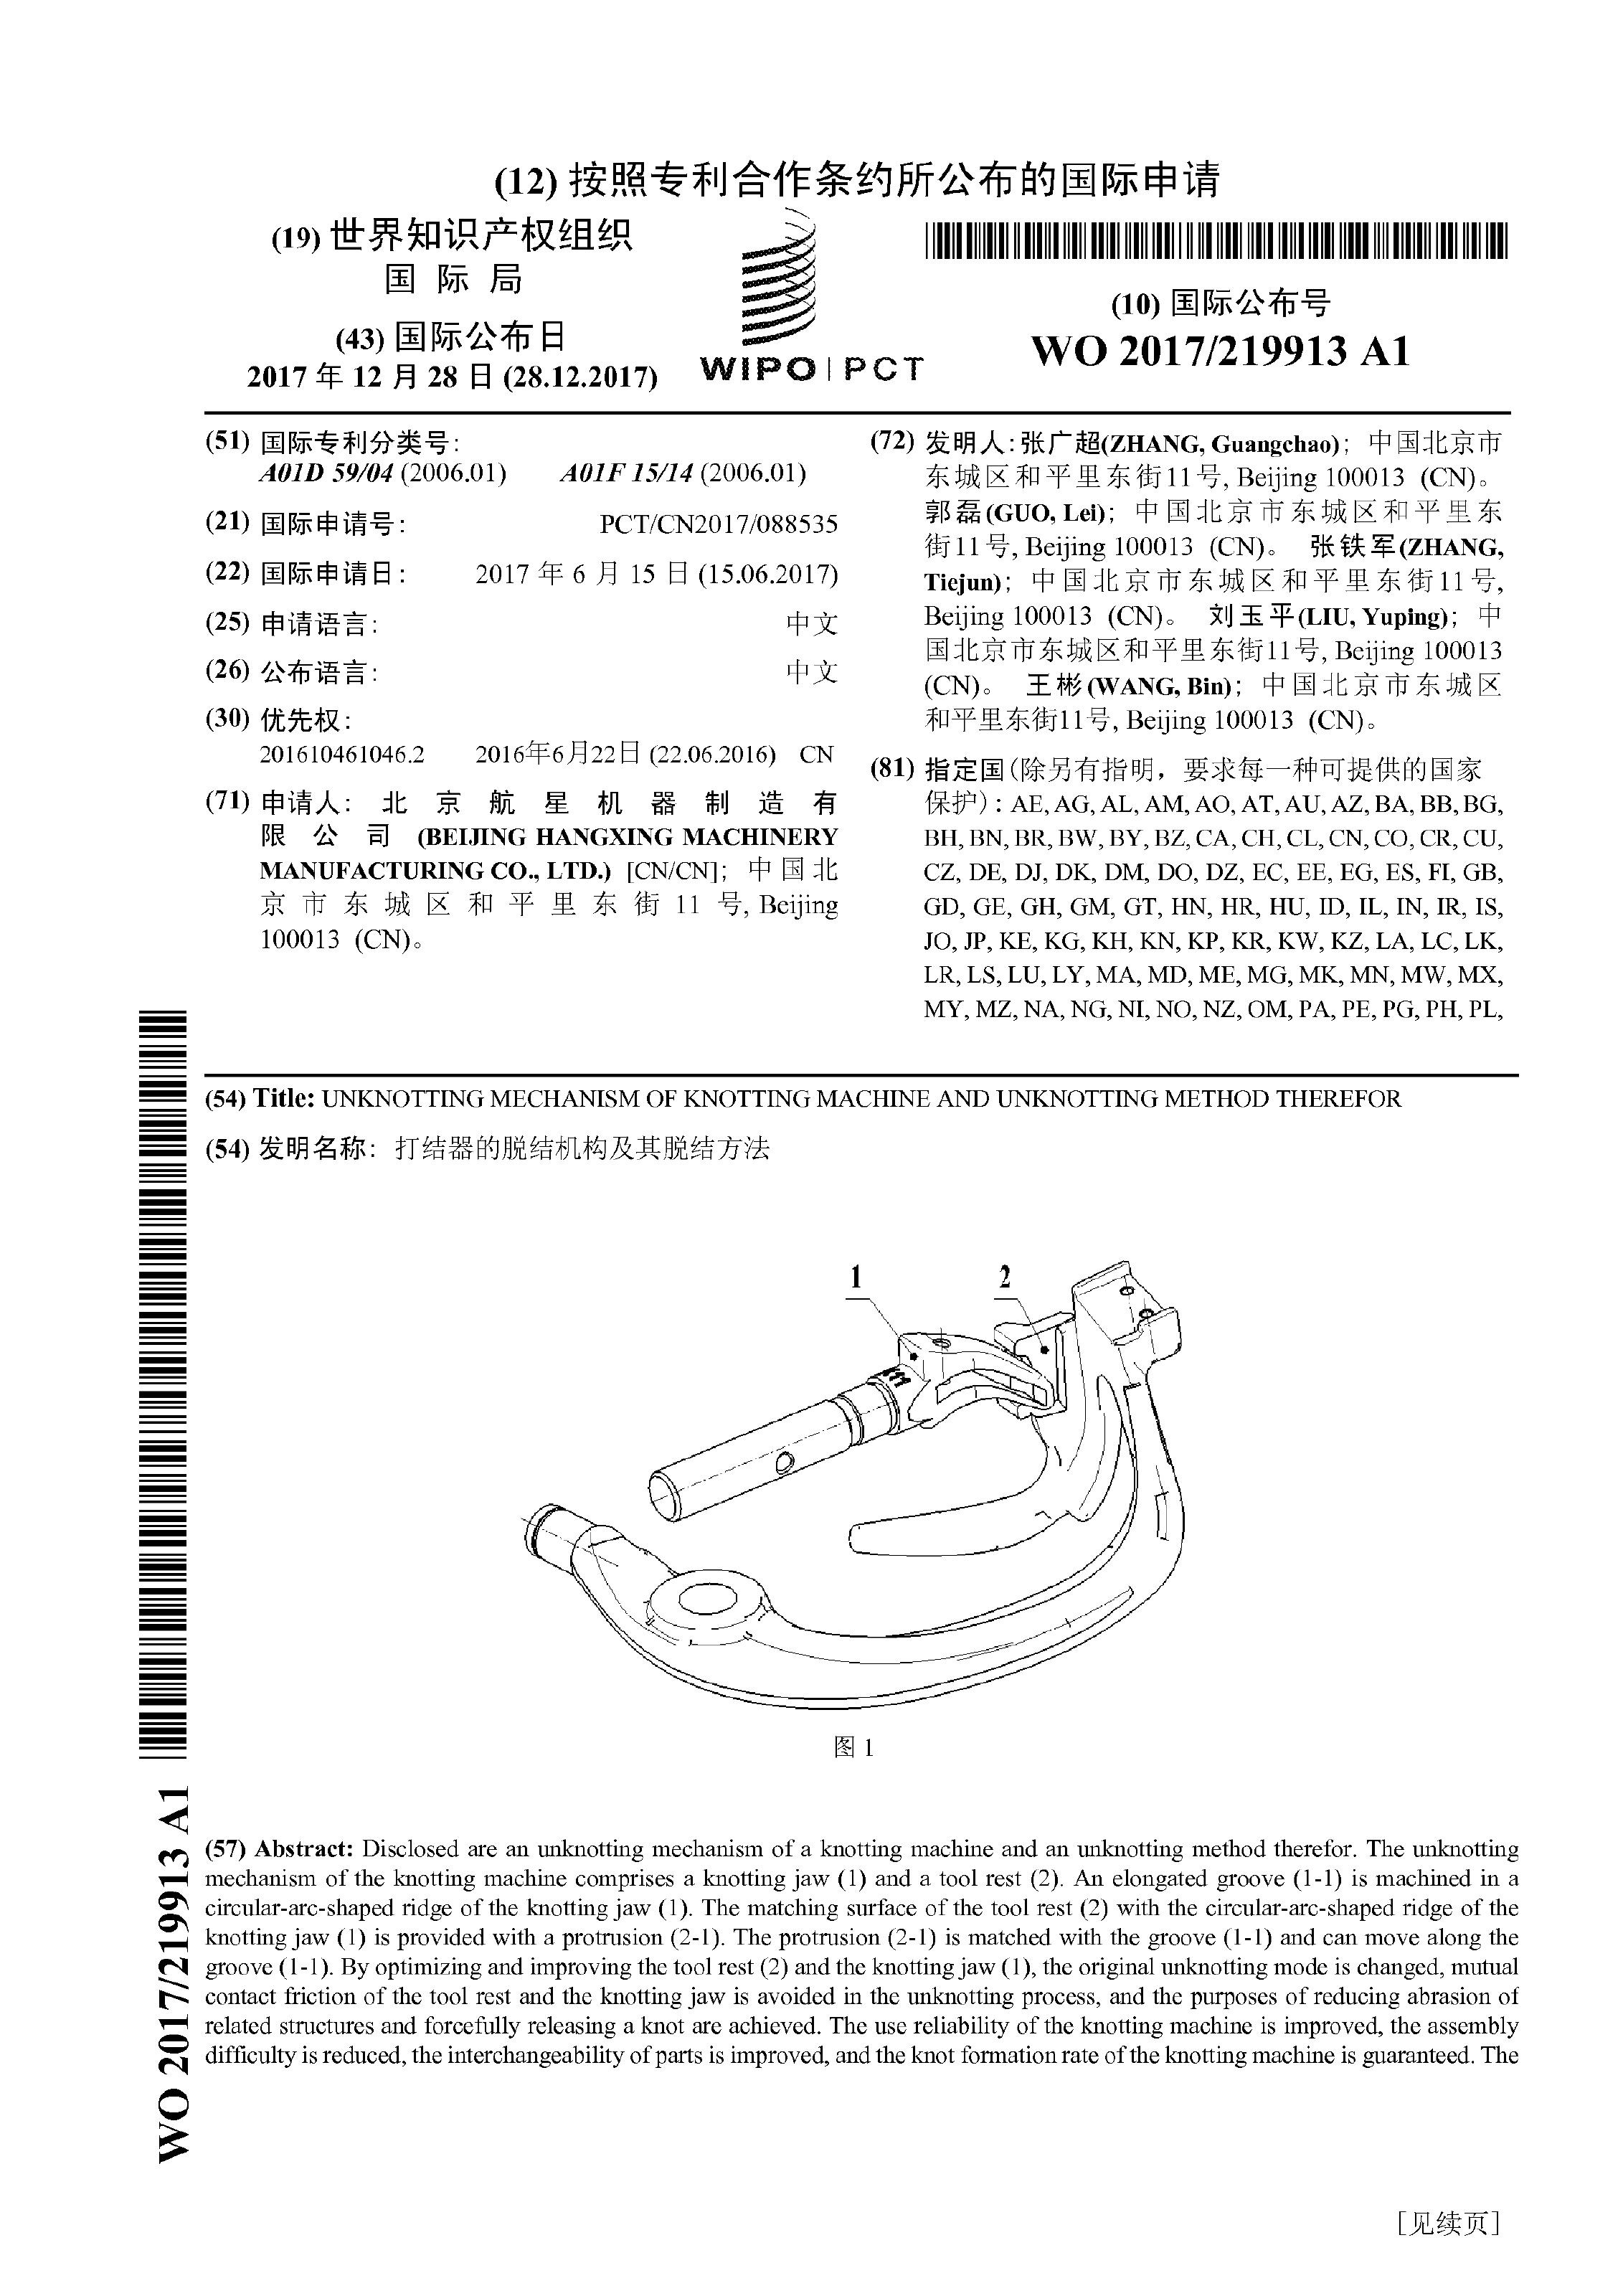 (12) 按照专利合作条约所公布的国际申请
(19) 世界知识产权组织
国 际 局
(43) 国际公布日
2017 年 12 月 28 日 (28.12.2017)
WIPO | PCT
(10) 国际公布号
WO 2017/219913 A1
(51) 国际专利分类号:
A01D 59/04 (2006.01) A01F 15/14 (2006.01)
(21) 国际申请号: PCT/CN2017/088535
(22) 国际申请日: 2017 年 6 月 15 日 (15.06.2017)
(25) 申请语言: 中文
(26) 公布语言: 中文
(30) 优先权:
201610461046.2 2016年6月22日 (22.06.2016) CN
(71) 申请人: 北 京 航 星 机 器 制 造 有
限 公 司 (BEIJING HANGXING MACHINERY
MANUFACTURING CO., LTD.) [CN/CN]; 中 国 北
京 市 东 城 区 和 平 里 东 街 11 号, Beijing
100013 (CN)。
(72) 发明人: 张广超(ZHANG, Guangchao); 中国北京市
东城区和平里东街11号, Beijing 100013 (CN)。
郭磊(GUO, Lei); 中国北京市东城区和平里东
街11号, Beijing 100013 (CN)。 张铁军(ZHANG,
Tiejun); 中国北京市东城区和平里东街11号,
Beijing 100013 (CN)。 刘玉平(LIU, Yuping); 中
国北京市东城区和平里东街11号, Beijing 100013
(CN)。 王彬(WANG, Bin); 中国北京市东城区
和平里东街11号, Beijing 100013 (CN)。
(81) 指定国(除另有指明，要求每一种可提供的国家
保护): AE, AG, AL, AM, AO, AT, AU, AZ, BA, BB, BG,
BH, BN, BR, BW, BY, BZ, CA, CH, CL, CN, CO, CR, CU,
CZ, DE, DJ, DK, DM, DO, DZ, EC, EE, EG, ES, FI, GB,
GD, GE, GH, GM, GT, HN, HR, HU, ID, IL, IN, IR, IS,
JO, JP, KE, KG, KH, KN, KP, KR, KW, KZ, LA, LC, LK,
LR, LS, LU, LY, MA, MD, ME, MG, MK, MN, MW, MX,
MY, MZ, NA, NG, NI, NO, NZ, OM, PA, PE, PG, PH, PL,
(54) Title: UNKNOTTING MECHANISM OF KNOTTING MACHINE AND UNKNOTTING METHOD THEREFOR
(54) 发明名称: 打结器的脱结机构及其脱结方法
1
2
图 1
(57) Abstract: Disclosed are an unknotting mechanism of a knotting machine and an unknotting method therefor. The unknotting
mechanism of the knotting machine comprises a knotting jaw (1) and a tool rest (2). An elongated groove (1-1) is machined in a
circular-arc-shaped ridge of the knotting jaw (1). The matching surface of the tool rest (2) with the circular-arc-shaped ridge of the
knotting jaw (1) is provided with a protrusion (2-1). The protrusion (2-1) is matched with the groove (1-1) and can move along the
groove (1-1). By optimizing and improving the tool rest (2) and the knotting jaw (1), the original unknotting mode is changed, mutual
contact friction of the tool rest and the knotting jaw is avoided in the unknotting process, and the purposes of reducing abrasion of
related structures and forcefully releasing a knot are achieved. The use reliability of the knotting machine is improved, the assembly
difficulty is reduced, the interchangeability of parts is improved, and the knot formation rate of the knotting machine is guaranteed. The
WO 2017/219913 A1
[见续页]